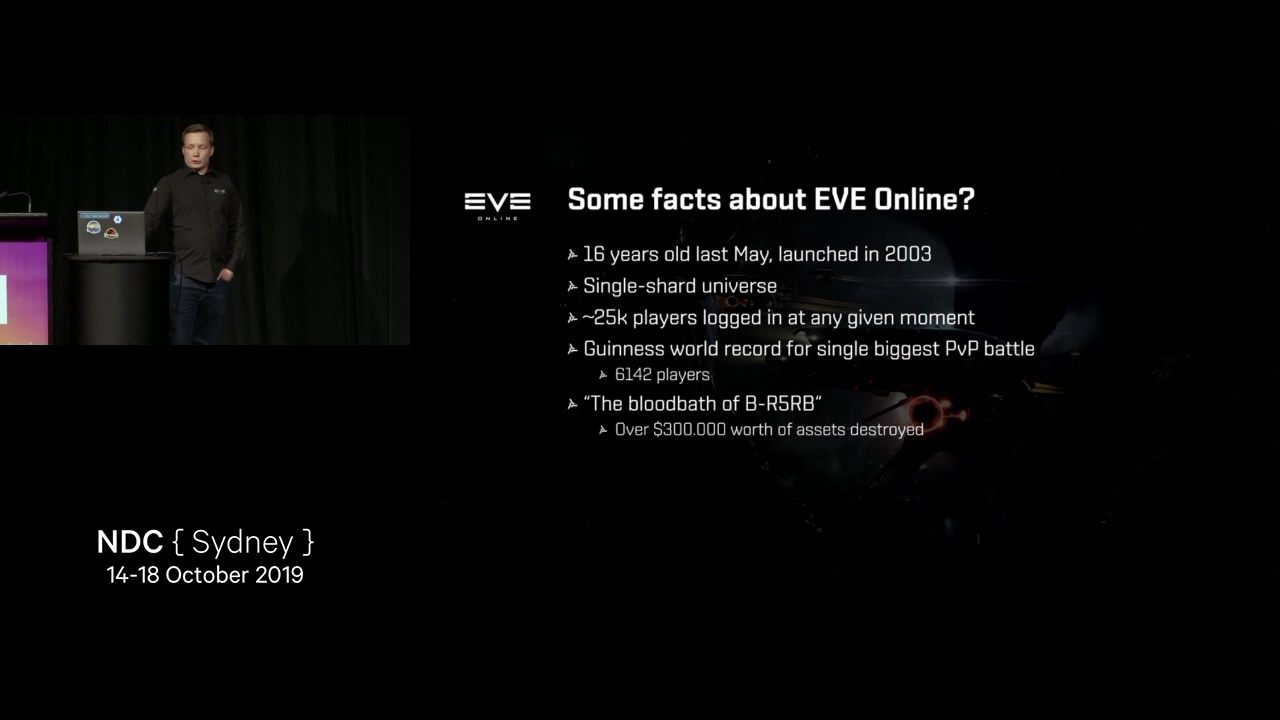 EVE
ONLINE
Some facts about EVE Online?
16 years old last May, launched in 2003
Single-shard universe
~25k players logged in at any given moment
Guinness world record for single biggest PvP battle
6142 players
“The bloodbath of B-R5RB“
Over $300.000 worth of assets destroyed
NDC { Sydney }
14-18 October 2019